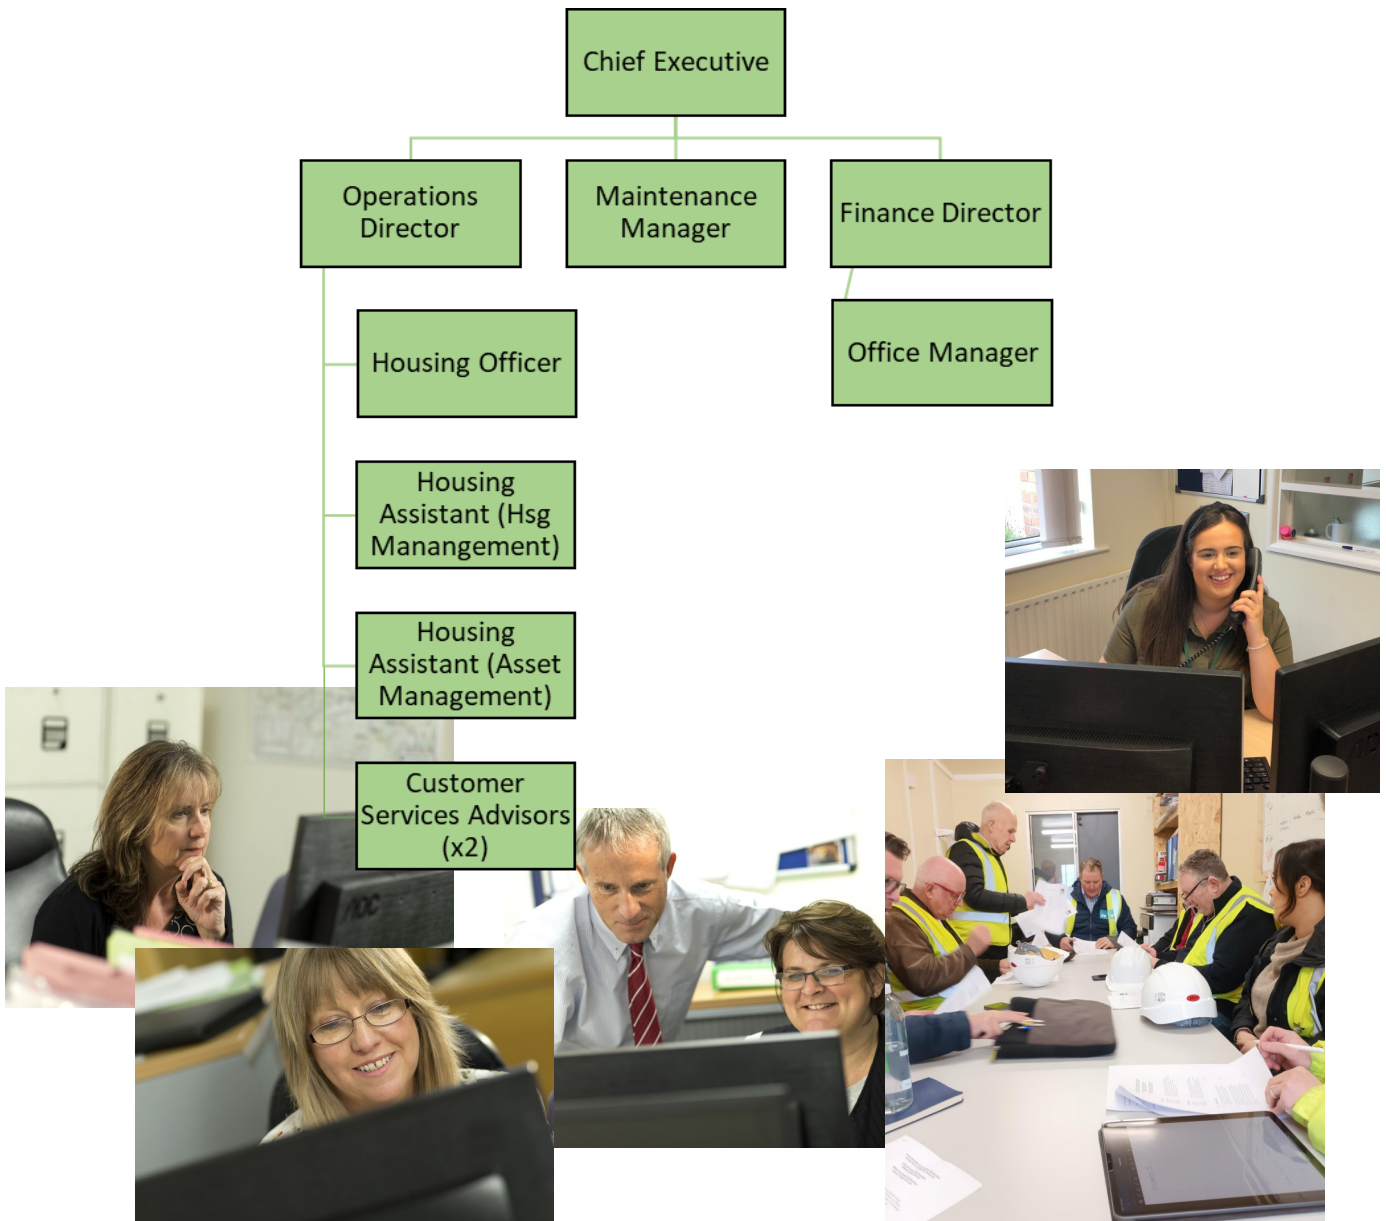 Chief Executive
Operations
Director
Maintenance
Manager
Finance Director
Housing Officer
Office Manager
Housing
Assistant (Hsg
Manangement)
Housing
Assistant (Asset
Management)
Customer
Services Advisors
(x2)
AOC